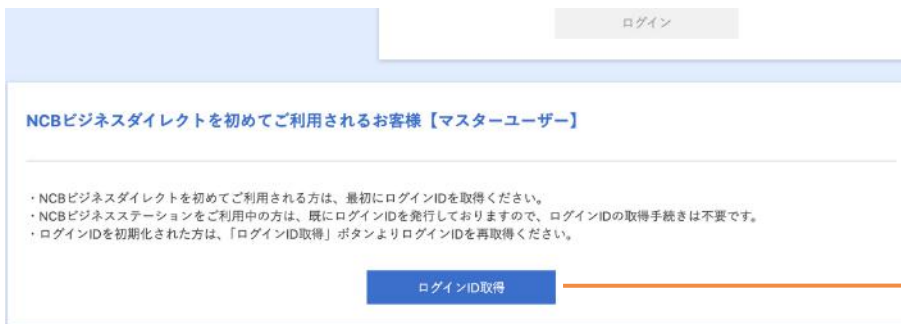 ログイン
NCBビジネスダイレクトを初めてご利用されるお客様【マスターユーザー】
・NCBビジネスダイレクトを初めてご利用される方は、最初にログインIDを取得ください。
・NCBビジネスステーションをご利用中の方は、既にログインIDを発行しておりますので、ログインIDの取得手続きは不要です。
・ログインIDを初期化された方は、「ログインID取得」ボタンよりログインIDを再取得ください。
ログインID取得